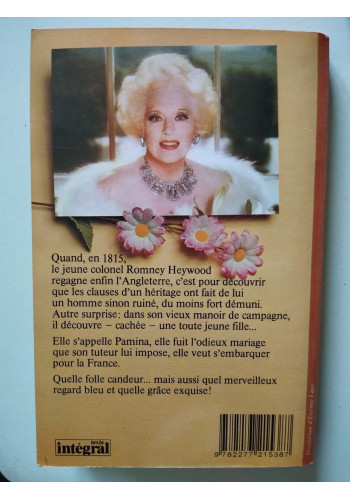 Quand, en 1815,
le jeune colonel Romney Heywood
regagne enfin l'Angleterre, c'est pour découvrir
que les clauses d'un héritage ont fait de lui
un homme sinon ruiné, du moins fort démuni.
Autre surprise: dans son vieux manoir de campagne,
il découvre – cachée – une toute jeune fille...
Elle s'appelle Pamina, elle fuit l'odieux mariage
que son tuteur lui impose, elle veut s'embarquer
pour la France.
Quelle folle candeur... mais aussi quel merveilleux
regard bleu et quelle grâce exquise!
texte
intégral
9782277215387